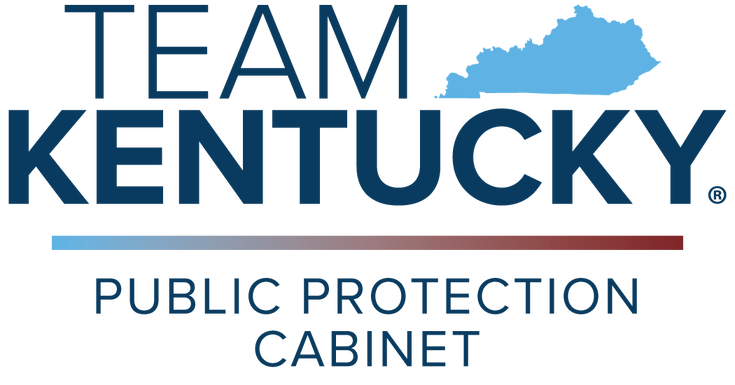 TEAM
KENTUCKY®
PUBLIC PROTECTION
CABINET